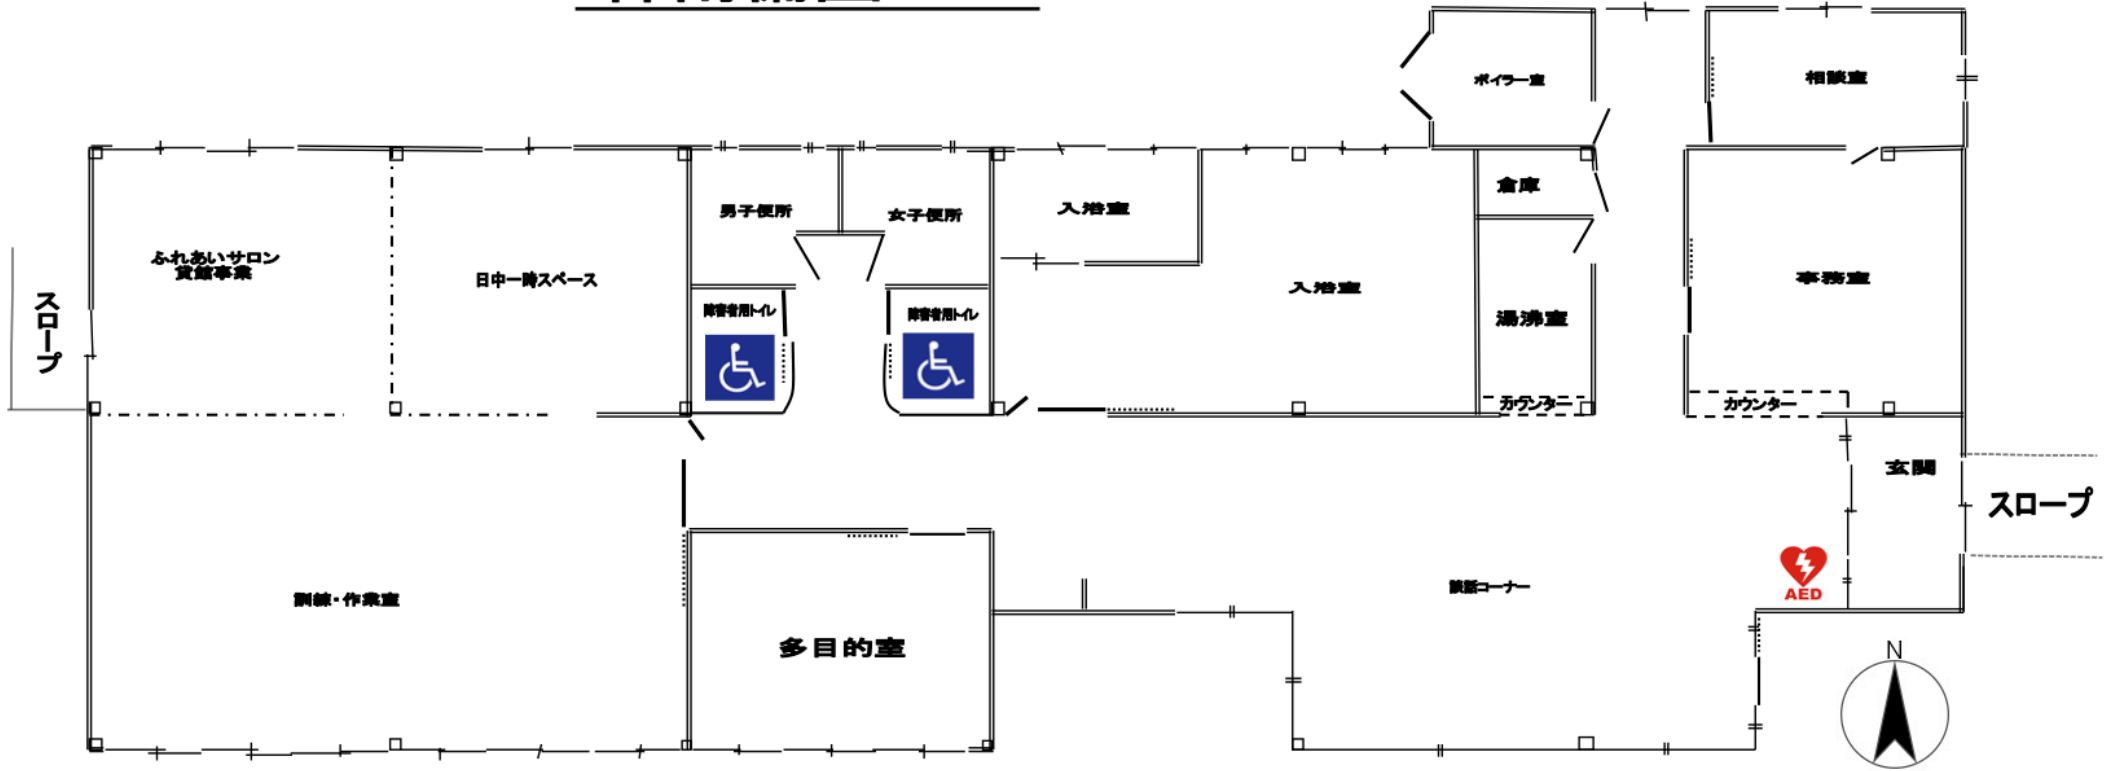 ボイラー室
相談室
倉庫
男子便所
女子便所
入浴室
ふれあいサロン
貸館事業
日中一時スペース
入浴室
事務室
スロープ
障害者用トイレ
障害者用トイレ
湯沸室
カウンター
カウンター
玄関
スロープ
AED
談話コーナー
訓練・作業室
多目的室
N